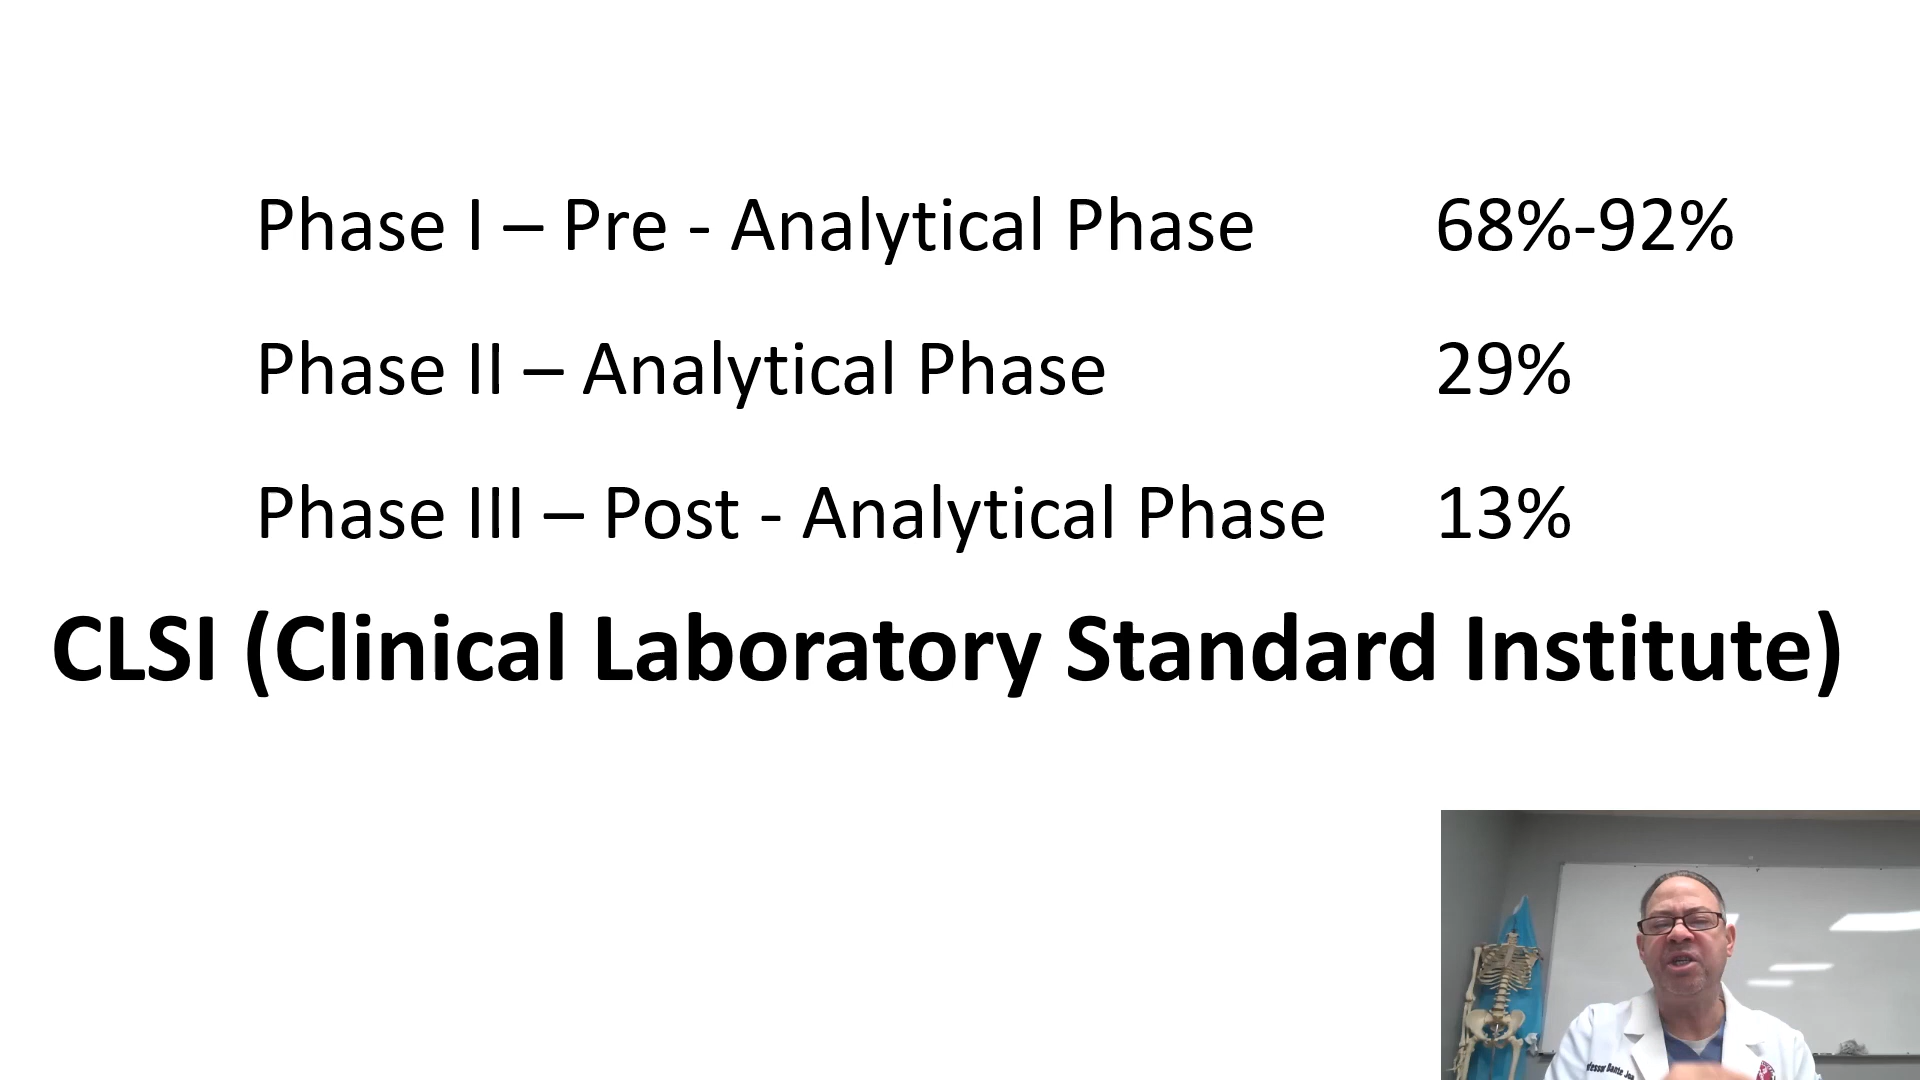 Phase I – Pre - Analytical Phase 68%-92%
Phase II – Analytical Phase 29%
Phase III – Post - Analytical Phase 13%
CLSI (Clinical Laboratory Standard Institute)
Dante